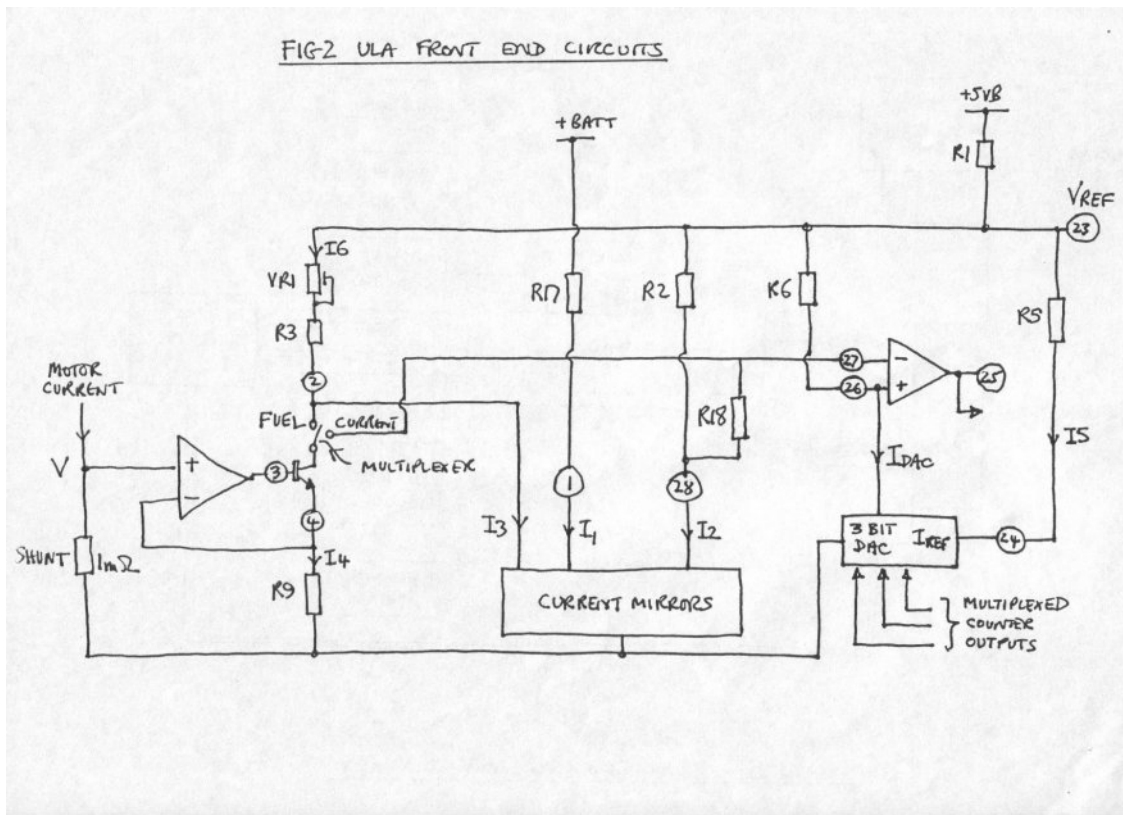 FIG-2 ULA FRONT END CIRCUITS
+5VB
+BATT
R1
VREF
23
I6
VR1
R17
R2
R6
R5
R3
MOTOR
CURRENT
2
27
-
26
+
25
FUEL
CURRENT
R18
I5
V
+
-
3
MULTIPLEXER
1
28
IDAC
4
I3
I1
I2
SHUNT
1mΩ
I4
3 BIT
DAC
IREF
24
R9
CURRENT MIRRORS
MULTIPLEXED
COUNTER
OUTPUTS